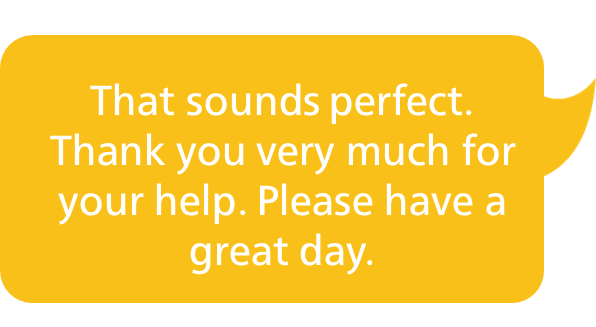 That sounds perfect.
Thank you very much for
your help. Please have a
great day.